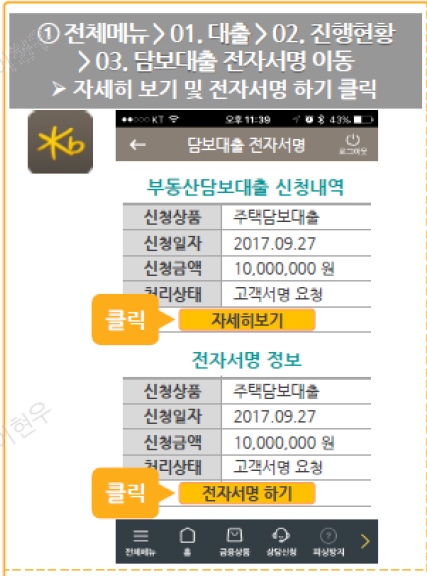 ① 전체메뉴 > 01. 대출 > 02. 진행현황
> 03. 담보대출 전자서명 이동
➢ 자세히 보기 및 전자서명 하기 클릭
Kb
KT 오후 11:39 43%
← 담보대출 전자서명 로그아웃
부동산담보대출 신청내역
신청상품 주택담보대출
신청일자 2017.09.27
신청금액 10,000,000 원
처리상태 고객서명 요청
클릭 자세히보기
전자서명 정보
신청상품 주택담보대출
신청일자 2017.09.27
신청금액 10,000,000 원
처리상태 고객서명 요청
클릭 전자서명 하기
이현우
전체메뉴 홈 금융상품 상담신청 피싱방지 >